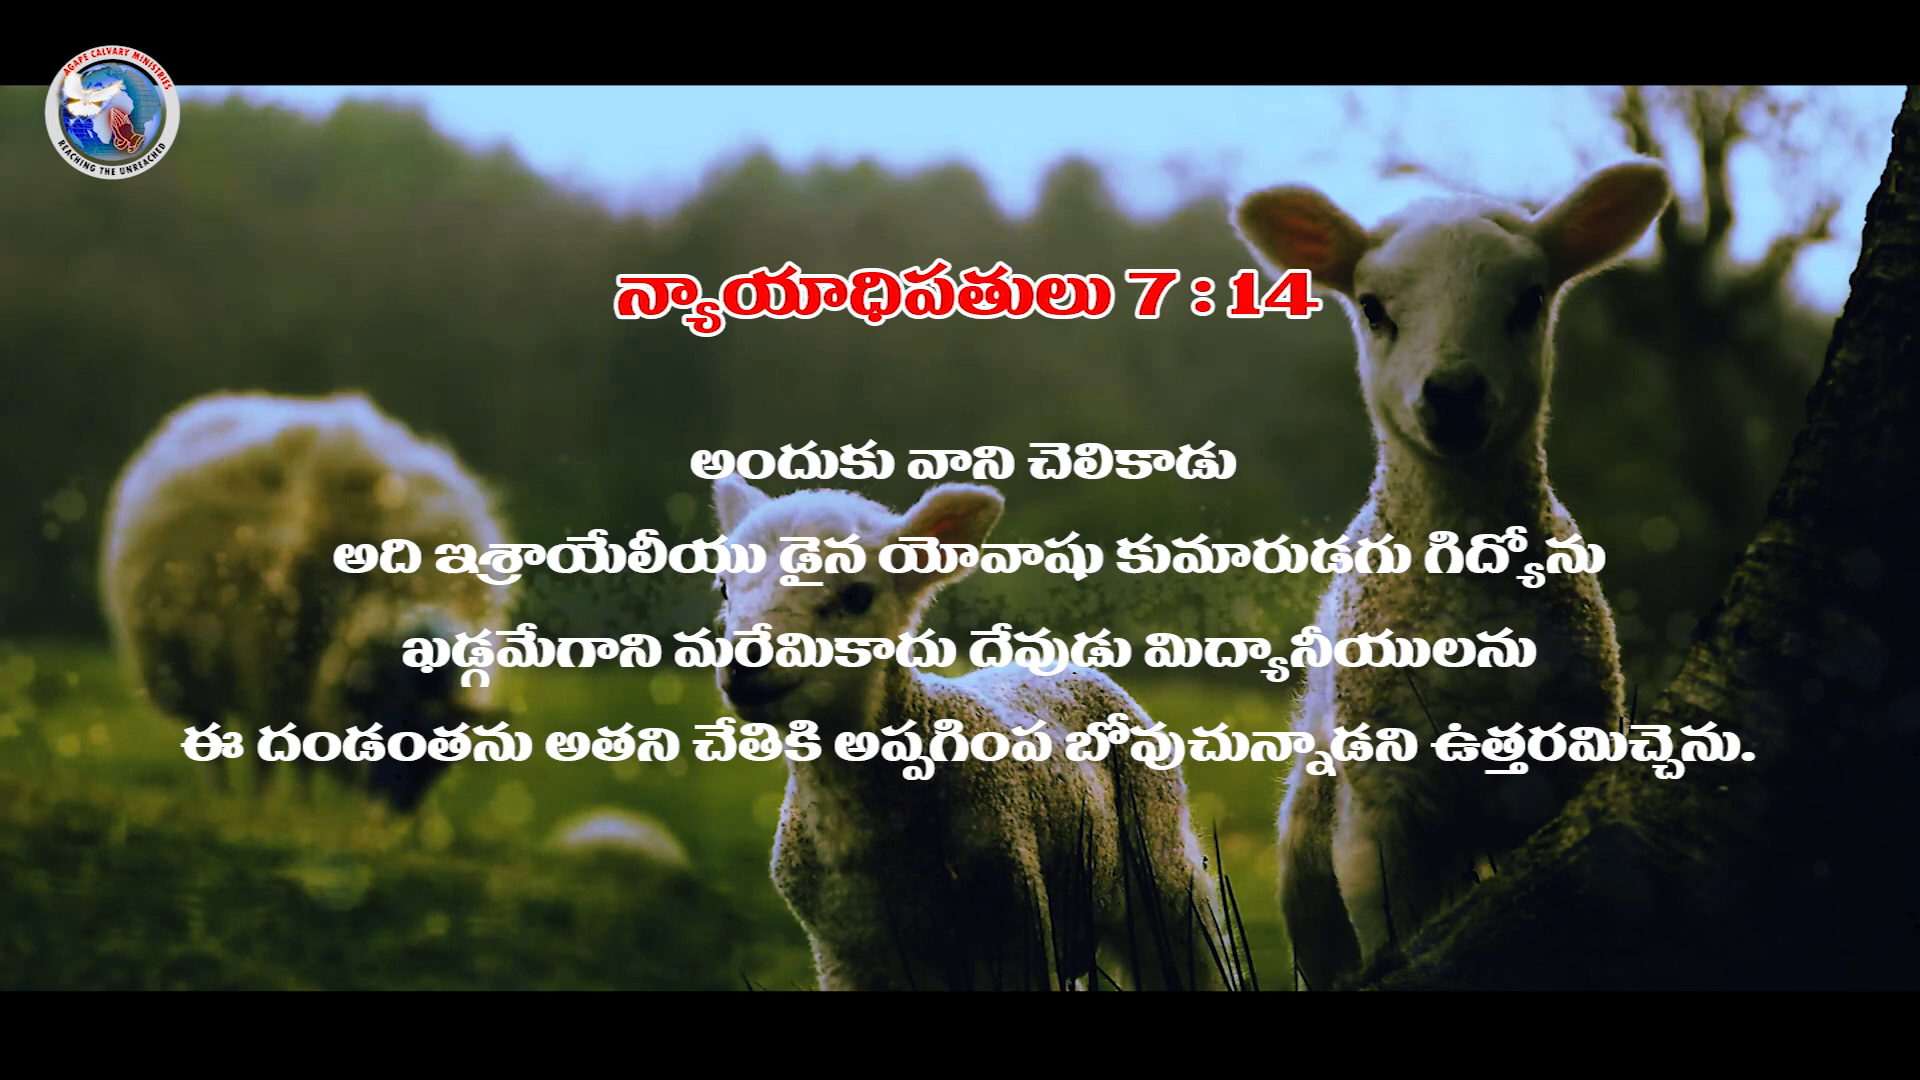 AGAPE CALVARY MINISTRIES
REACHING THE UNREACHED
న్యాయాధిపతులు 7 : 14
అందుకు వాని చెలికాడు
అది ఇశ్రాయేలీయు డైన యోవాషు కుమారుడగు గిద్యోను
ఖడ్గమేగాని మరేమికాదు దేవుడు మిద్యానీయులను
ఈ దండంతను అతని చేతికి అప్పగింప బోవుచున్నాడని ఉత్తరమిచ్చెను.